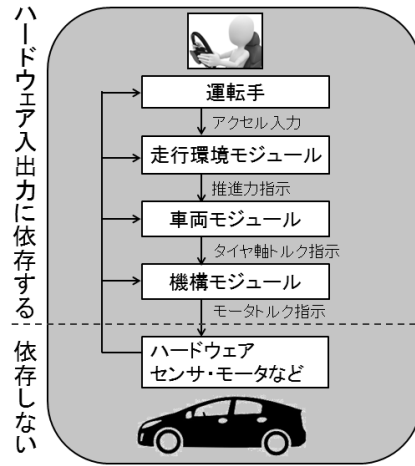 ハードウェア入出力に依存する
依存しない
運転手
アクセル入力
走行環境モジュール
推進力指示
車両モジュール
タイヤ軸トルク指示
機構モジュール
モータトルク指示
ハードウェア
センサ・モータなど